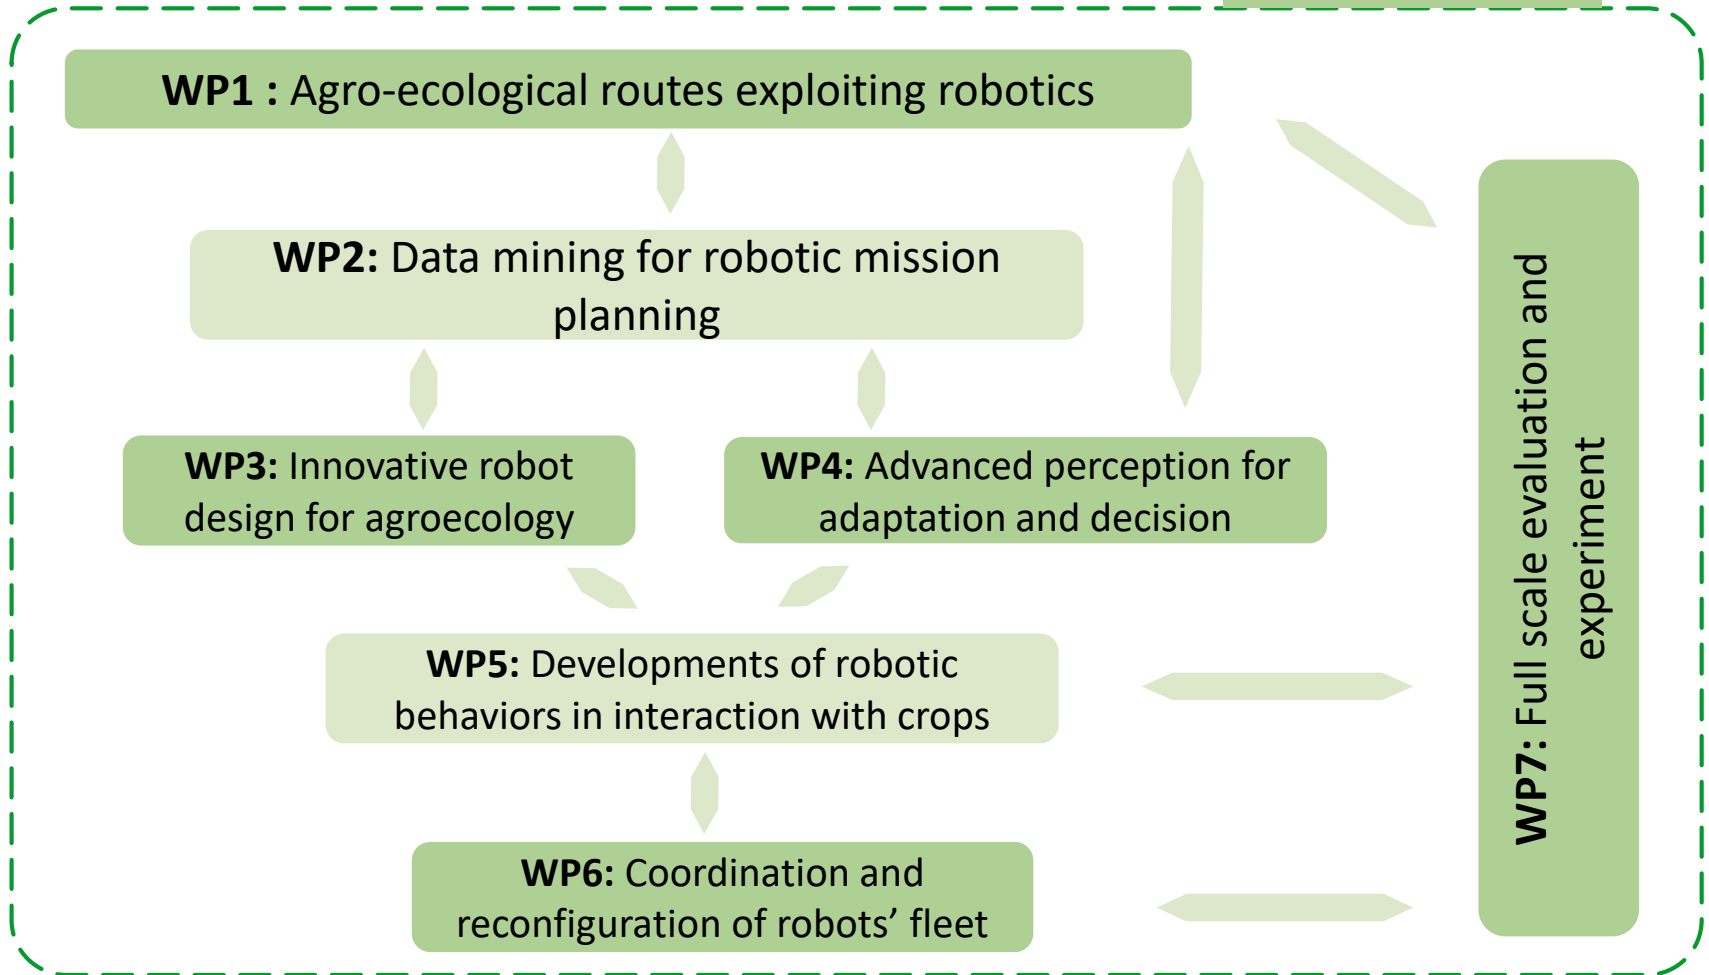 WP1 : Agro-ecological routes exploiting robotics
WP2: Data mining for robotic mission
planning
WP3: Innovative robot
design for agroecology
WP4: Advanced perception for
adaptation and decision
WP5: Developments of robotic
behaviors in interaction with crops
WP6: Coordination and
reconfiguration of robots’ fleet
WP7: Full scale evaluation and
experiment